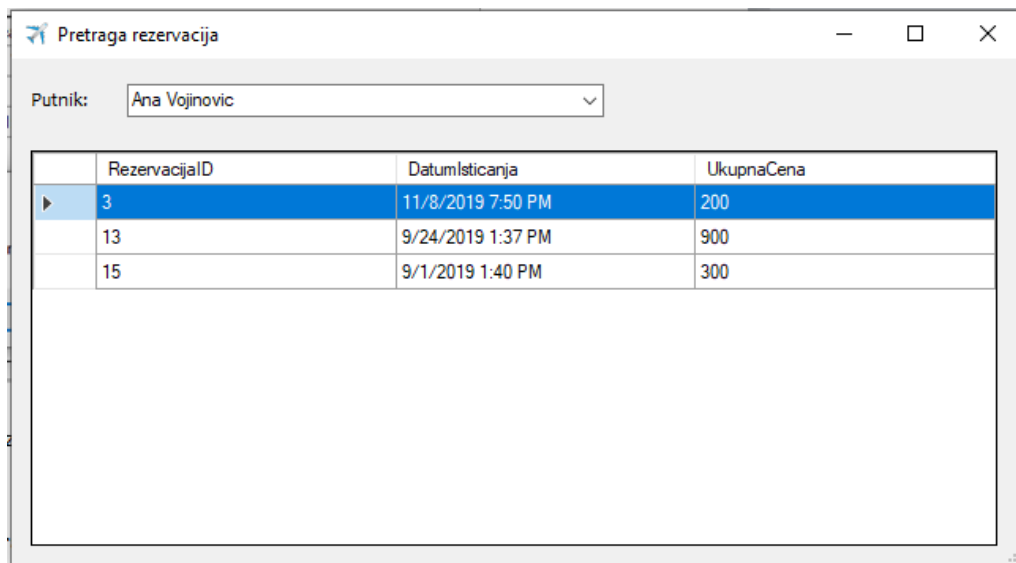 Pretraga rezervacija
Putnik: Ana Vojinovic
RezervacijaID DatumIsticanja UkupnaCena
3 11/8/2019 7:50 PM 200
13 9/24/2019 1:37 PM 900
15 9/1/2019 1:40 PM 300